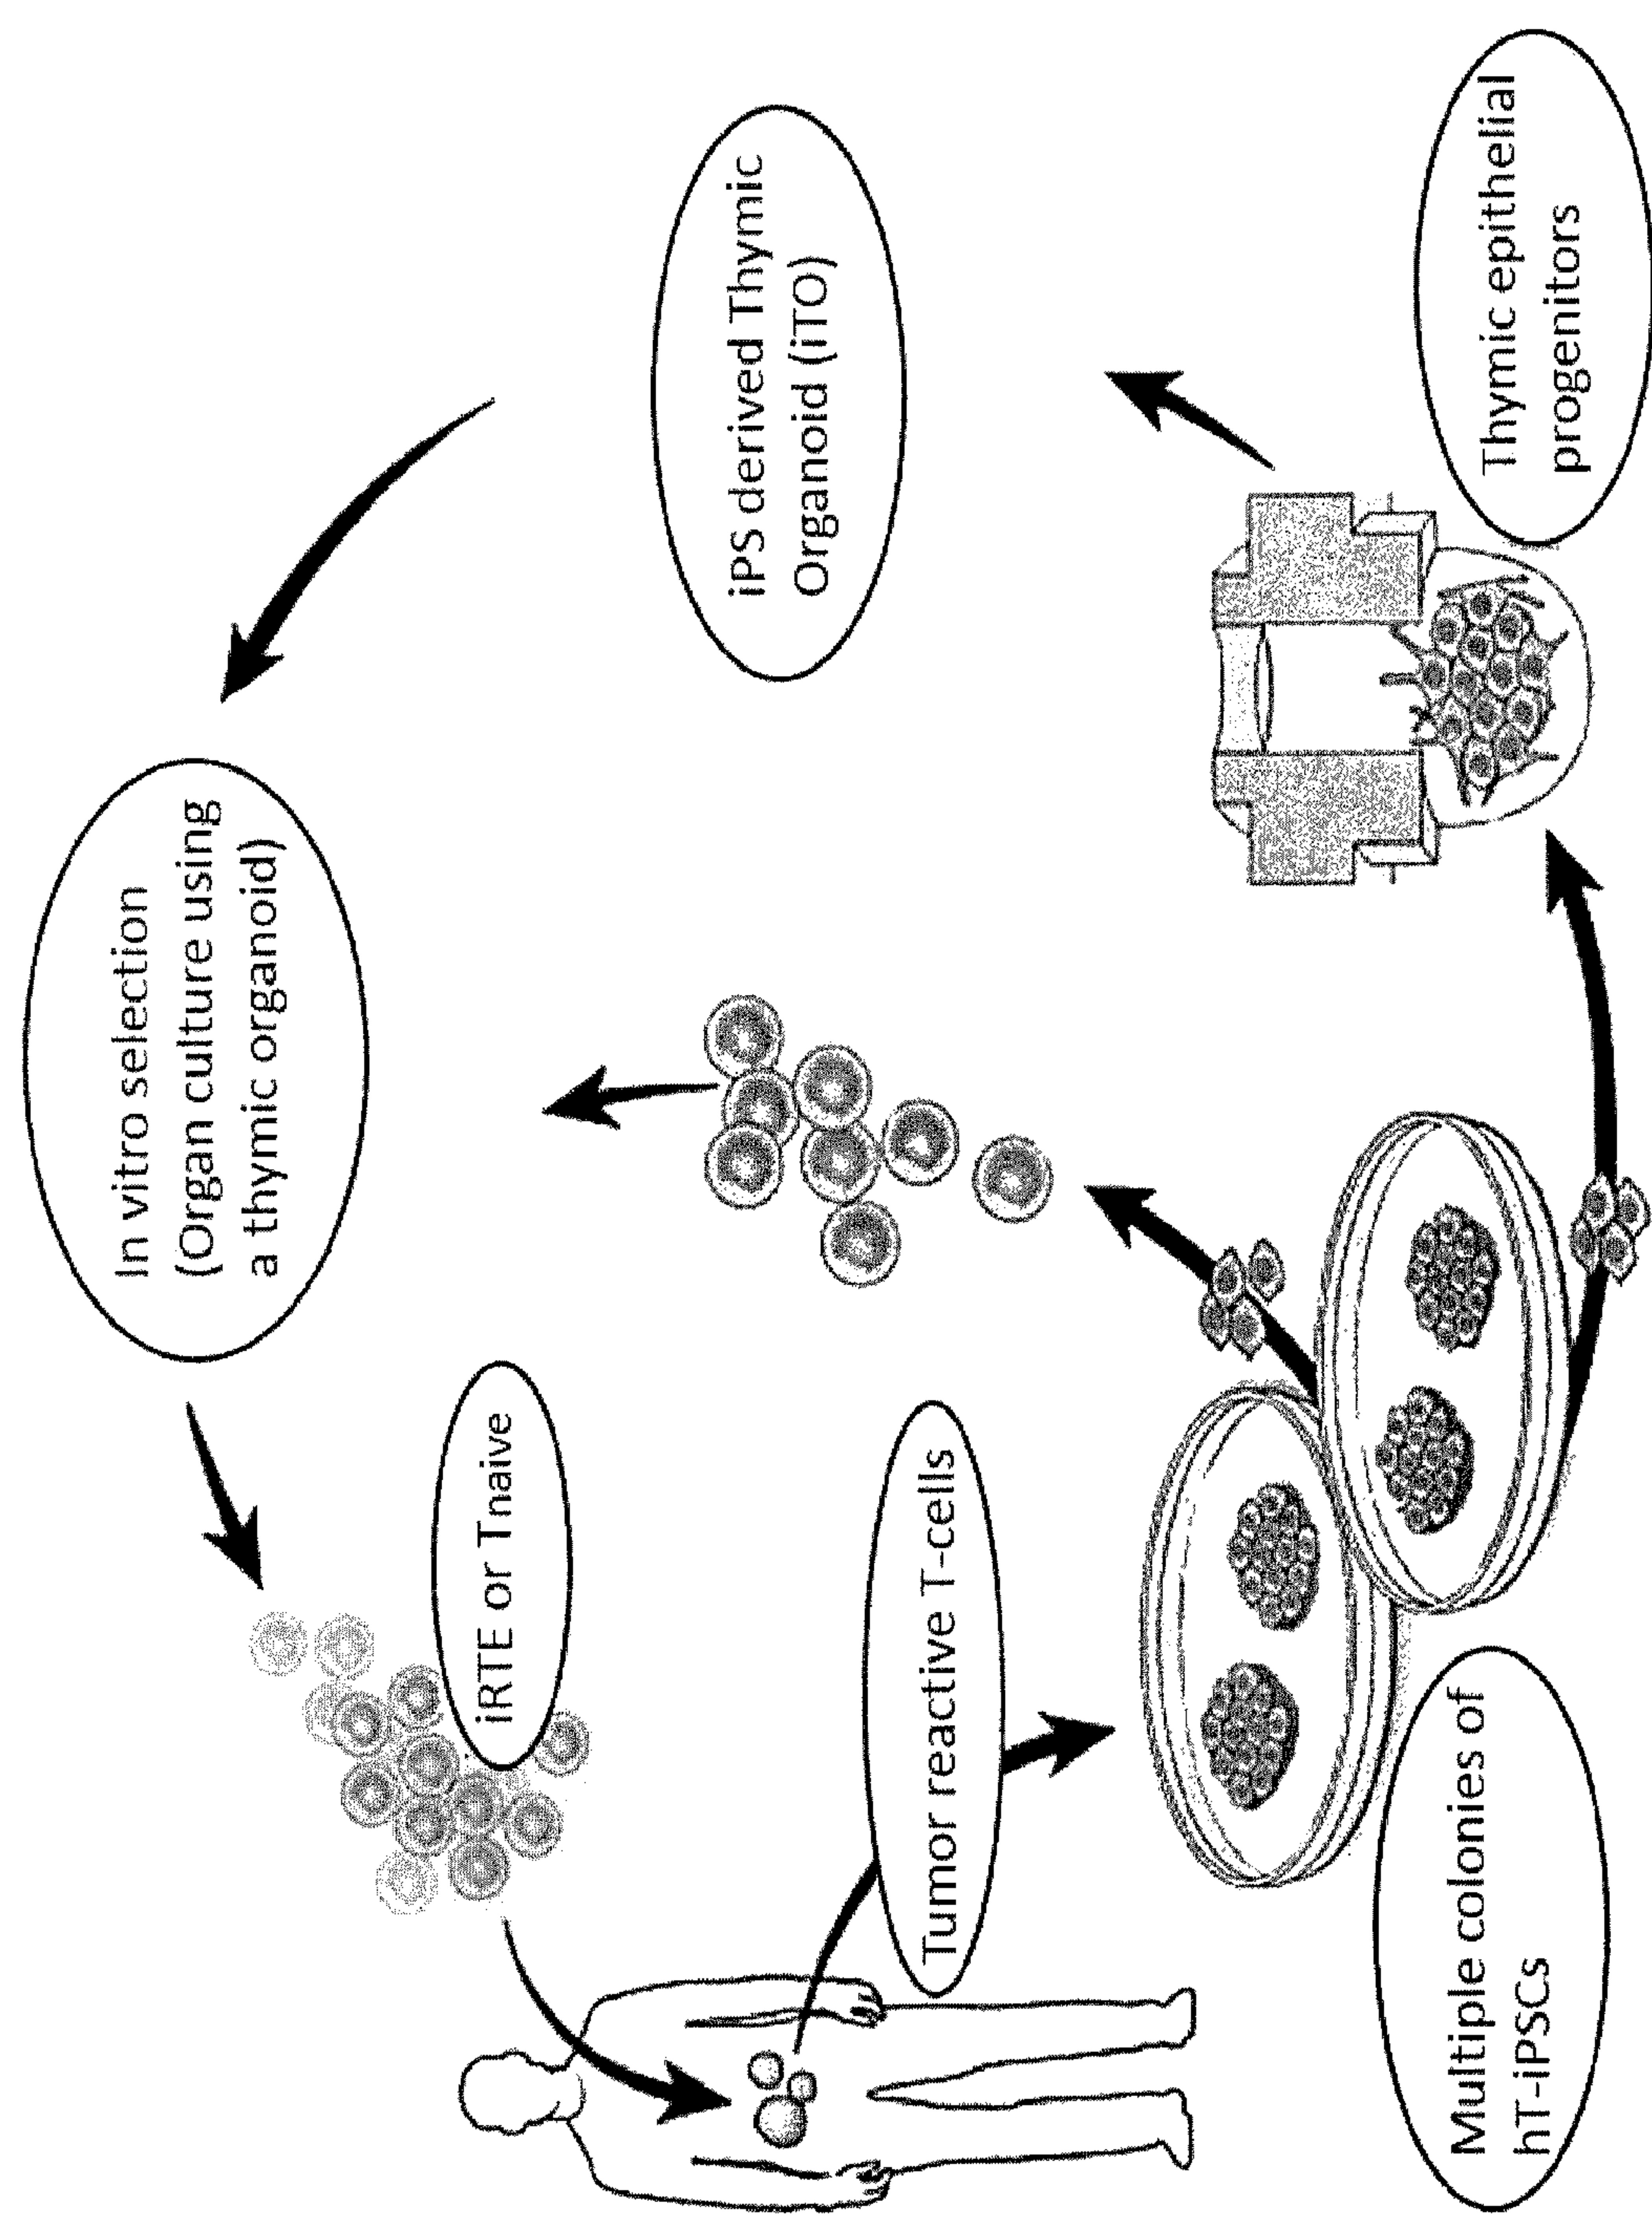 In vitro selection
(Organ culture using
a thymic organoid)
iRTE or Tnaive
iPS derived Thymic
Organoid (iTO)
Tumor reactive T-cells
Multiple colonies of
hT-iPSCs
Thymic epithelial
progenitors